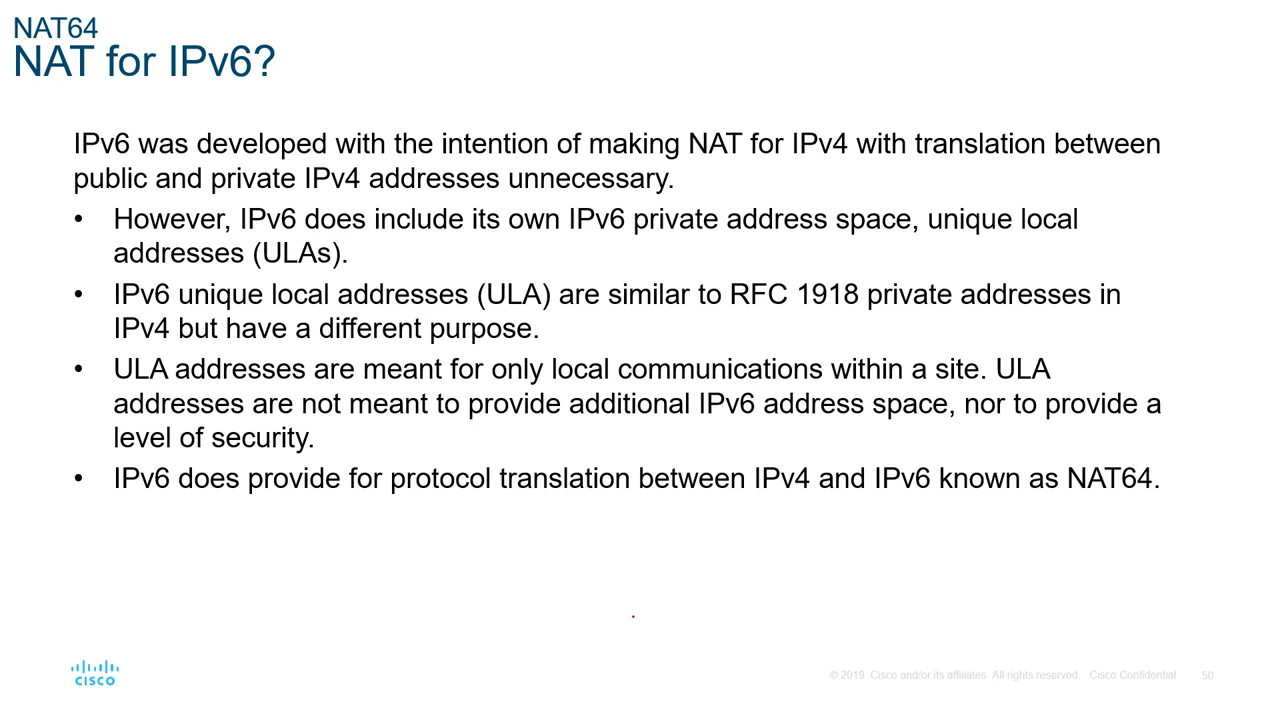 NAT64
NAT for IPv6?
IPv6 was developed with the intention of making NAT for IPv4 with translation between
public and private IPv4 addresses unnecessary.
• However, IPv6 does include its own IPv6 private address space, unique local
addresses (ULAs).
• IPv6 unique local addresses (ULA) are similar to RFC 1918 private addresses in
IPv4 but have a different purpose.
• ULA addresses are meant for only local communications within a site. ULA
addresses are not meant to provide additional IPv6 address space, nor to provide a
level of security.
• IPv6 does provide for protocol translation between IPv4 and IPv6 known as NAT64.
CISCO
© 2019 Cisco and/or its affiliates. All rights reserved. Cisco Confidential 50